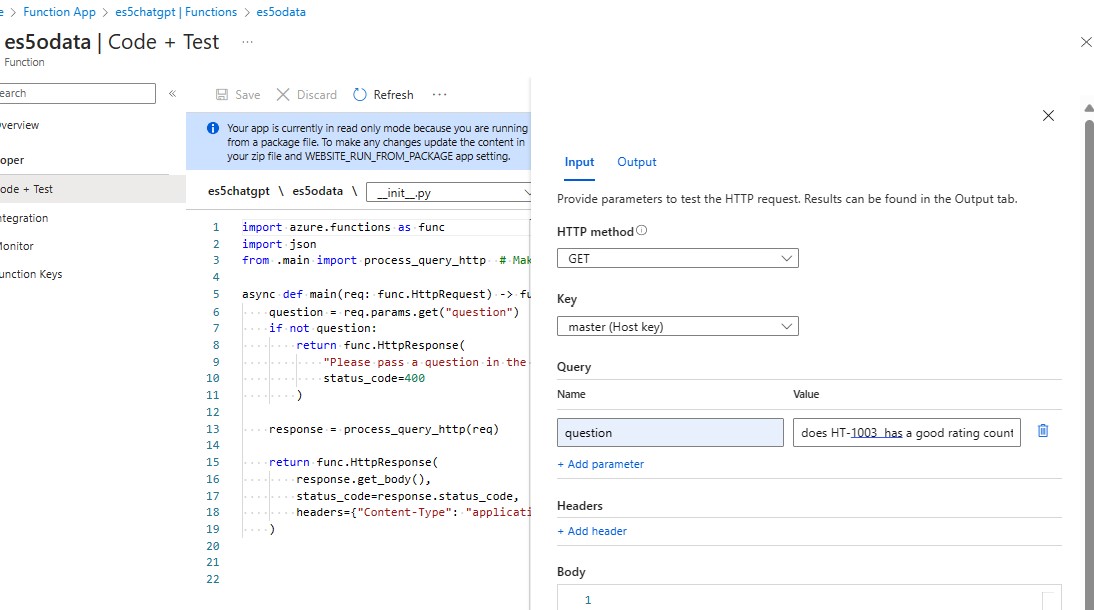 e > Function App > es5chatgpt | Functions > es5odata
es5odata | Code + Test ...
Function
earch «
verview
oper
ode + Test
ntegration
Monitor
unction Keys
Save Discard Refresh ...
Your app is currently in read only mode because you are running
from a package file. To make any changes update the content in
your zip file and WEBSITE_RUN_FROM_PACKAGE app setting.
es5chatgpt \ es5odata \ __init__.py
1 import azure.functions as func
2 import json
3 from .main import process_query_http # Mak
4
5 async def main(req: func.HttpRequest) -> fu
6 question = req.params.get("question")
7 if not question:
8 return func.HttpResponse(
9 "Please pass a question in the
10 status_code=400
11 )
12
13 response = process_query_http(req)
14
15 return func.HttpResponse(
16 response.get_body(),
17 status_code=response.status_code,
18 headers={"Content-Type": "applicati
19 )
20
21
22
Input Output
Provide parameters to test the HTTP request. Results can be found in the Output tab.
HTTP method
GET
Key
master (Host key)
Query
Name Value
question does HT-1003 has a good rating count
+ Add parameter
Headers
+ Add header
Body
1